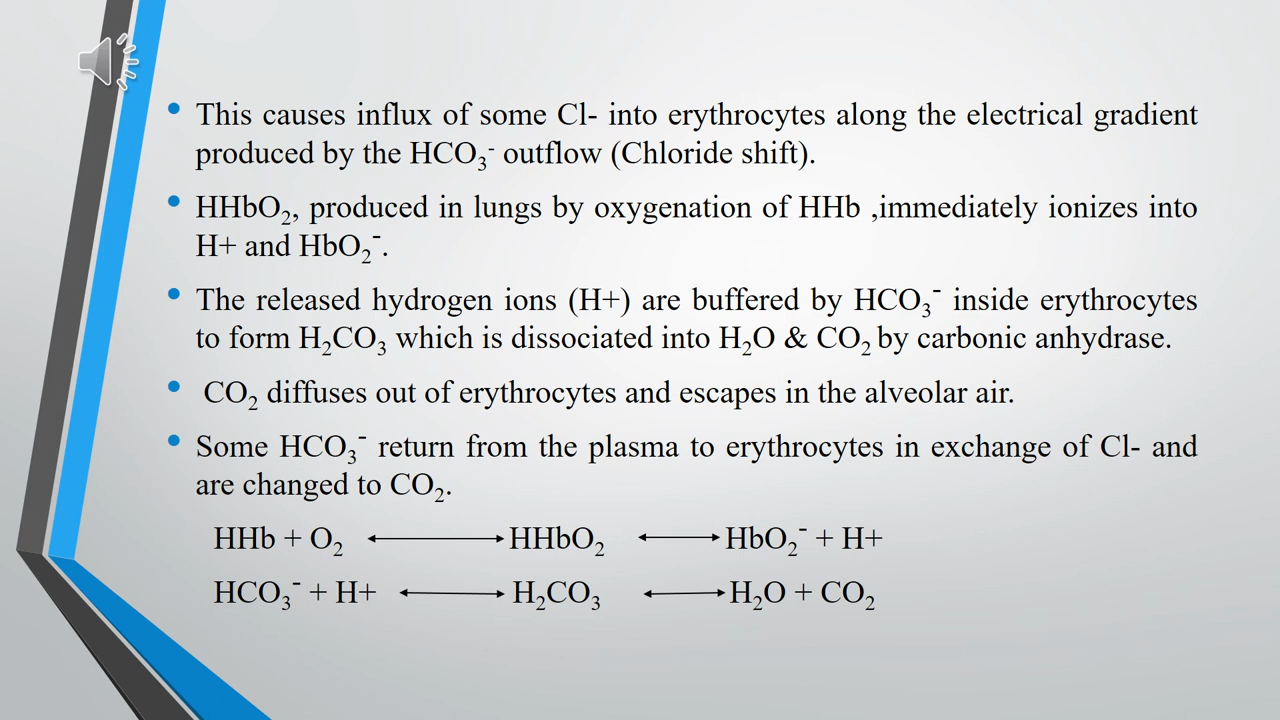 • This causes influx of some Cl- into erythrocytes along the electrical gradient
produced by the HCO₃⁻ outflow (Chloride shift).
• HHbO₂, produced in lungs by oxygenation of HHb ,immediately ionizes into
H+ and HbO₂⁻.
• The released hydrogen ions (H+) are buffered by HCO₃⁻ inside erythrocytes
to form H₂CO₃ which is dissociated into H₂O & CO₂ by carbonic anhydrase.
• CO₂ diffuses out of erythrocytes and escapes in the alveolar air.
• Some HCO₃⁻ return from the plasma to erythrocytes in exchange of Cl- and
are changed to CO₂.
HHb + O₂ ⟷ HHbO₂ ⟷ HbO₂⁻ + H+
HCO₃⁻ + H+ ⟷ H₂CO₃ ⟷ H₂O + CO₂